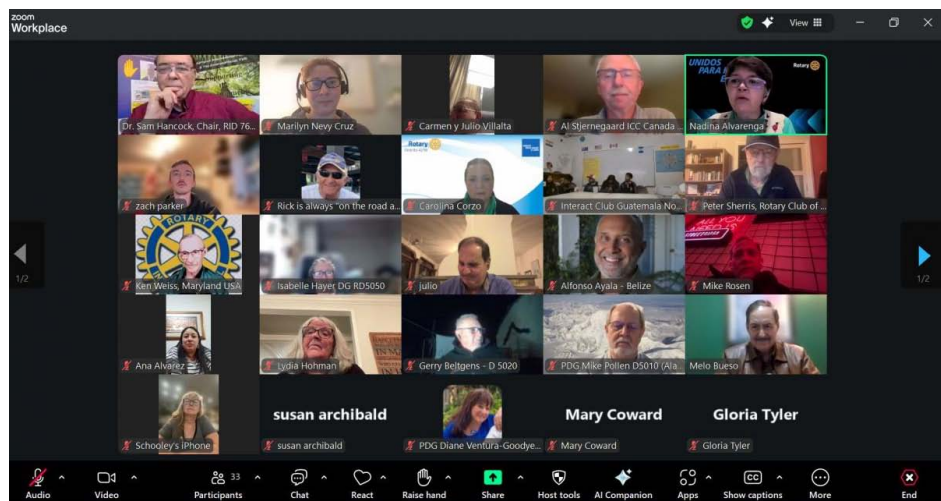 zoom
Workplace
View
UNIDOS
PARA
Rotary
Dr. Sam Hancock, Chair, RID 76...
Marilyn Nevy Cruz
Carmen y Julio Villalta
Al Stjernegaard ICC Canada ...
Nadina Alvarenga
Rotary
zach parker
Rick is always "on the road a...
Carolina Corzo
Interact Club Guatemala No...
Peter Sherris, Rotary Club of ...
ROTARY
ALL YOU
Ken Weiss, Maryland USA
Isabelle Hayer DG RD5050
julio
Alfonso Ayala - Belize
Mike Rosen
1/2
1/2
Ana Alvarez
Lydia Hohman
Gerry Beltgens - D 5020
PDG Mike Pollen D5010 (Ala...
Melo Bueso
susan archibald
Mary Coward
Gloria Tyler
Schooley's iPhone
susan archibald
PDG Diane Ventura-Goodye...
Mary Coward
Gloria Tyler
33
Audio
Video
Participants
Chat
React
Raise hand
Share
Host tools
AI Companion
Apps
CC
Show captions
More
End